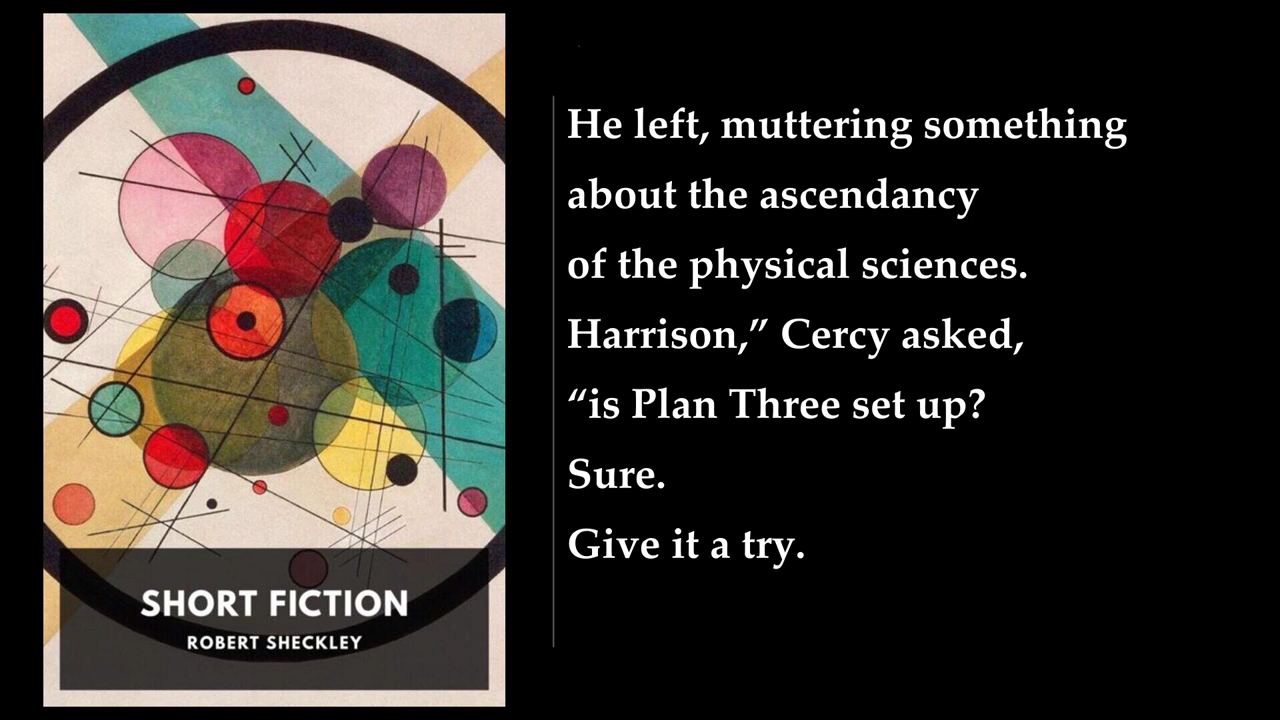 SHORT FICTION
ROBERT SHECKLEY
He left, muttering something
about the ascendancy
of the physical sciences.
Harrison,” Cercy asked,
“is Plan Three set up?
Sure.
Give it a try.